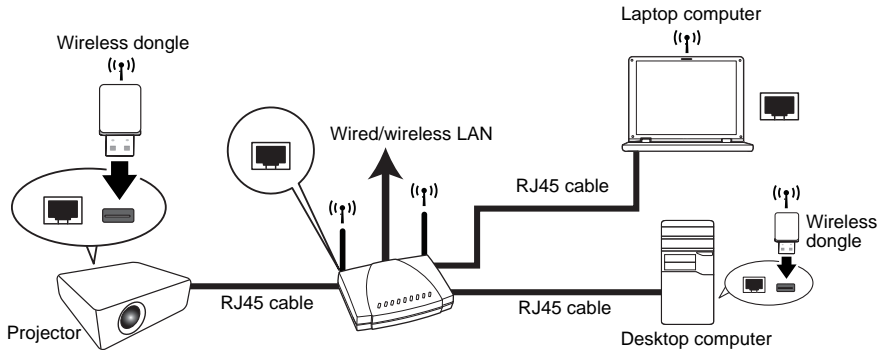 Laptop computer
Wireless dongle
Wired/wireless LAN
RJ45 cable
Wireless
dongle
RJ45 cable
RJ45 cable
Projector
Desktop computer